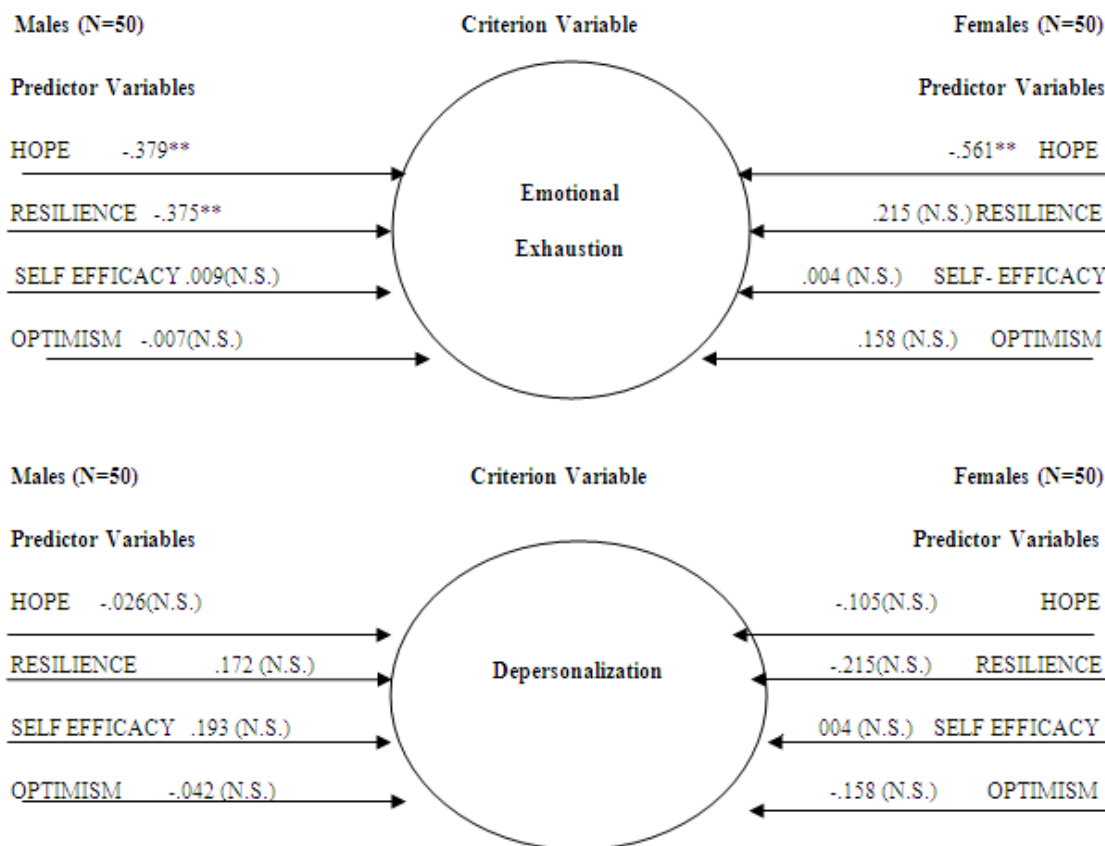 Males (N=50) Criterion Variable Females (N=50)
Predictor Variables Predictor Variables
HOPE -.379** -.561** HOPE
Emotional
RESILIENCE -.375** .215 (N.S.) RESILIENCE
Exhaustion
SELF EFFICACY .009(N.S.) .004 (N.S.) SELF- EFFICACY
OPTIMISM -.007(N.S.) .158 (N.S.) OPTIMISM
Males (N=50) Criterion Variable Females (N=50)
Predictor Variables Predictor Variables
HOPE -.026(N.S.) -.105(N.S.) HOPE
RESILIENCE .172 (N.S.) Depersonalization -.215(N.S.) RESILIENCE
SELF EFFICACY .193 (N.S.) 004 (N.S.) SELF EFFICACY
OPTIMISM -.042 (N.S.) -.158 (N.S.) OPTIMISM